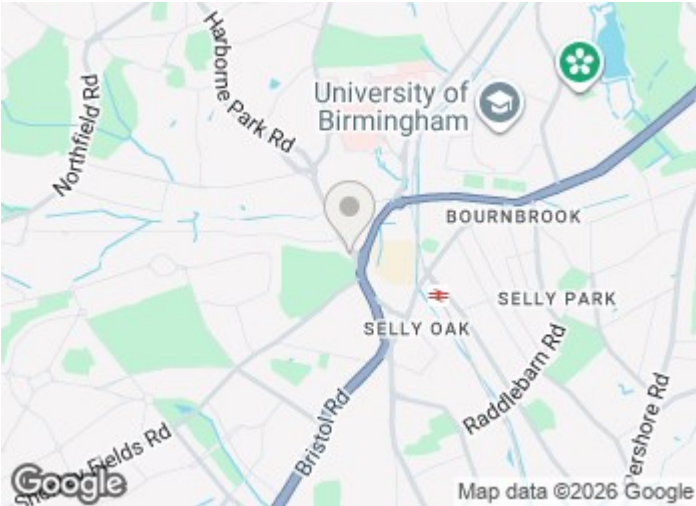 Harborne Park Rd
Northfield Rd
University of
Birmingham
BOURNBROOK
SELLY PARK
SELLY OAK
Raddlebarn Rd
Pershore Rd
Bristol Rd
Shenley Fields Rd
Google
Map data ©2026 Google